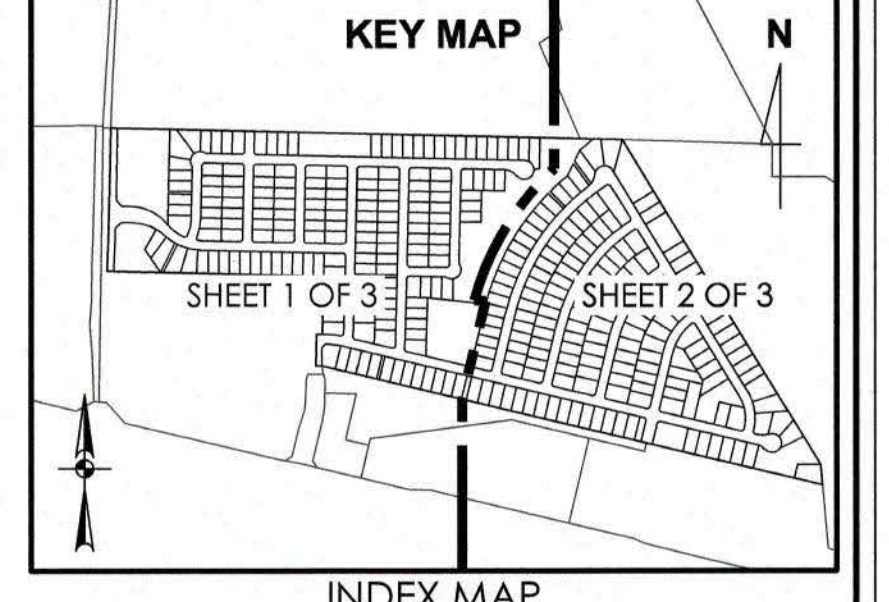 KEY MAP
N
SHEET 1 OF 3
SHEET 2 OF 3
INDEX MAP